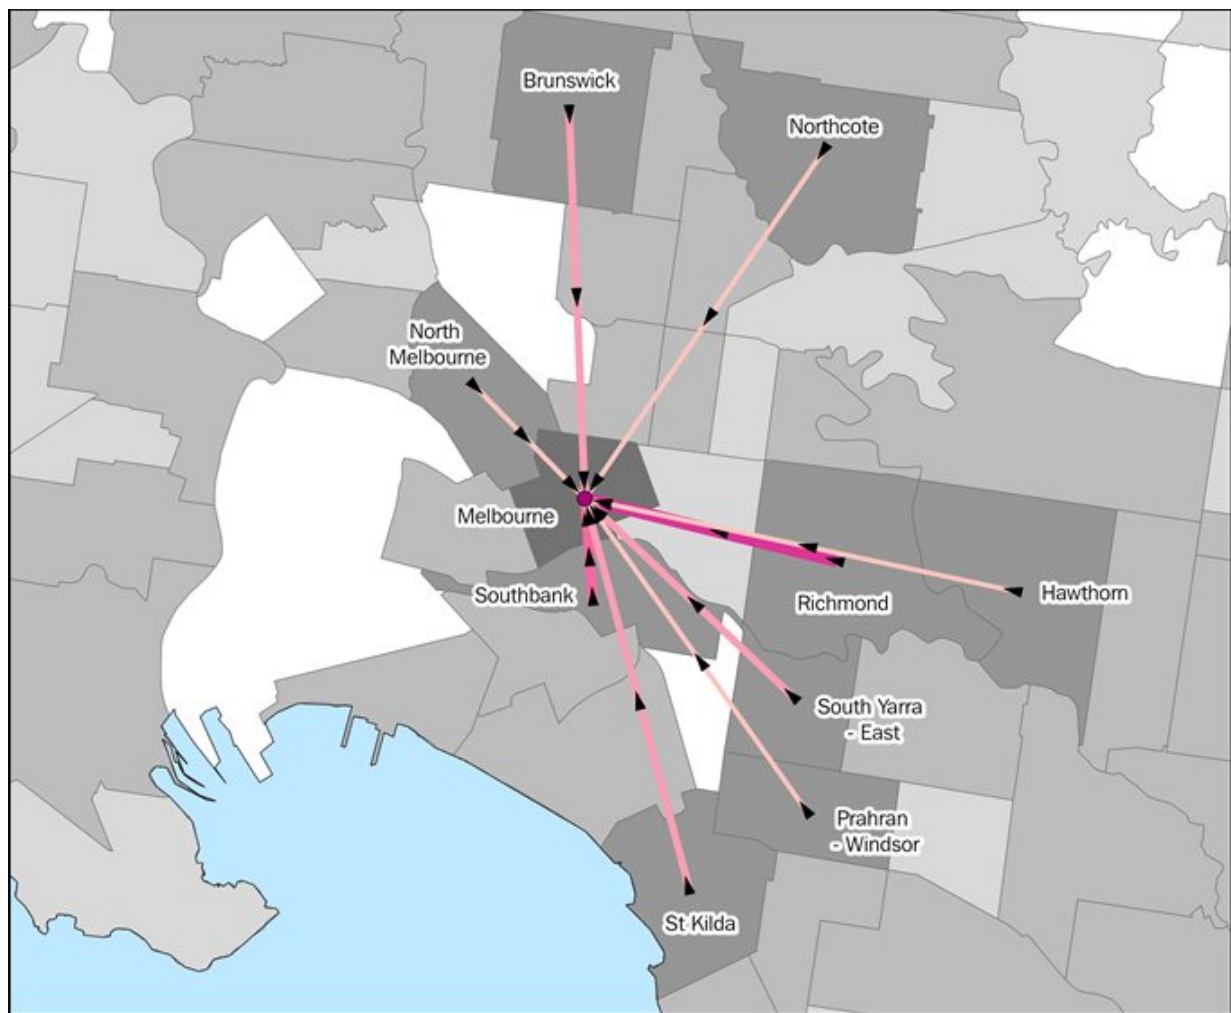 Brunswick
Northcote
North
Melbourne
Melbourne
Southbank
Richmond
Hawthorn
South Yarra
- East
Prahran
- Windsor
St Kilda